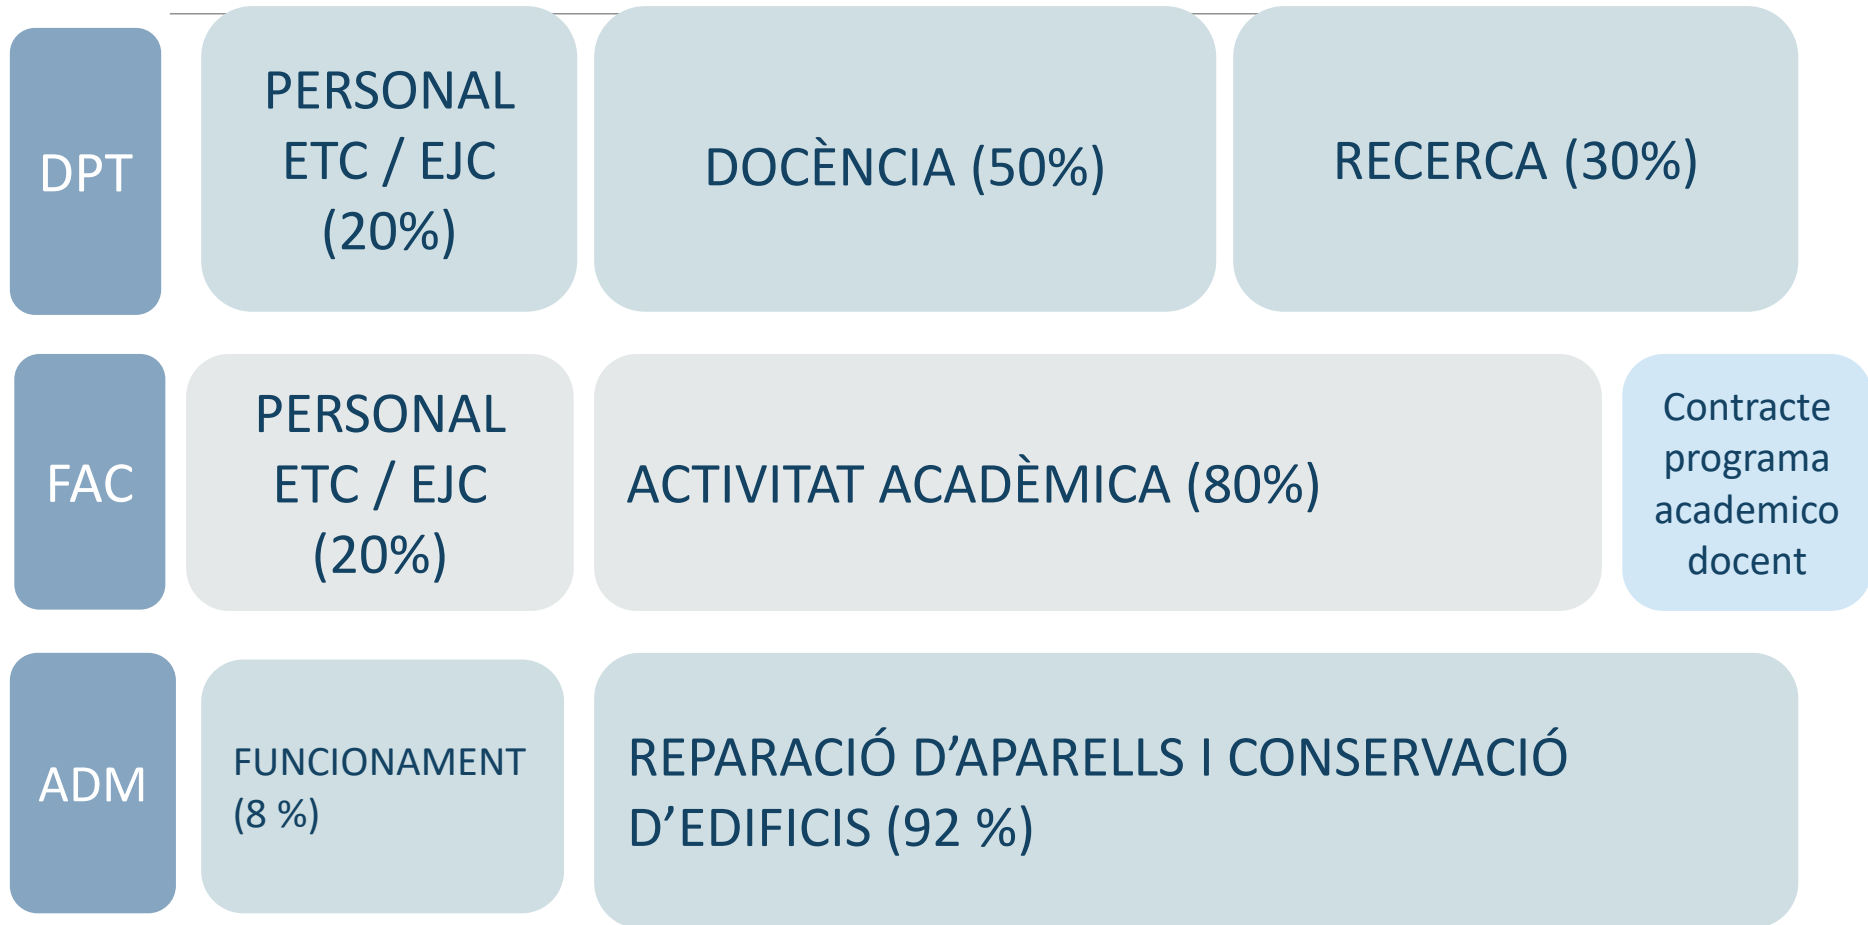 DPT
PERSONAL
ETC / EJC
(20%)
DOCÈNCIA (50%)
RECERCA (30%)
FAC
PERSONAL
ETC / EJC
(20%)
ACTIVITAT ACADÈMICA (80%)
Contracte
programa
academico
docent
ADM
FUNCIONAMENT
(8 %)
REPARACIÓ D’APARELLS I CONSERVACIÓ
D’EDIFICIS (92 %)